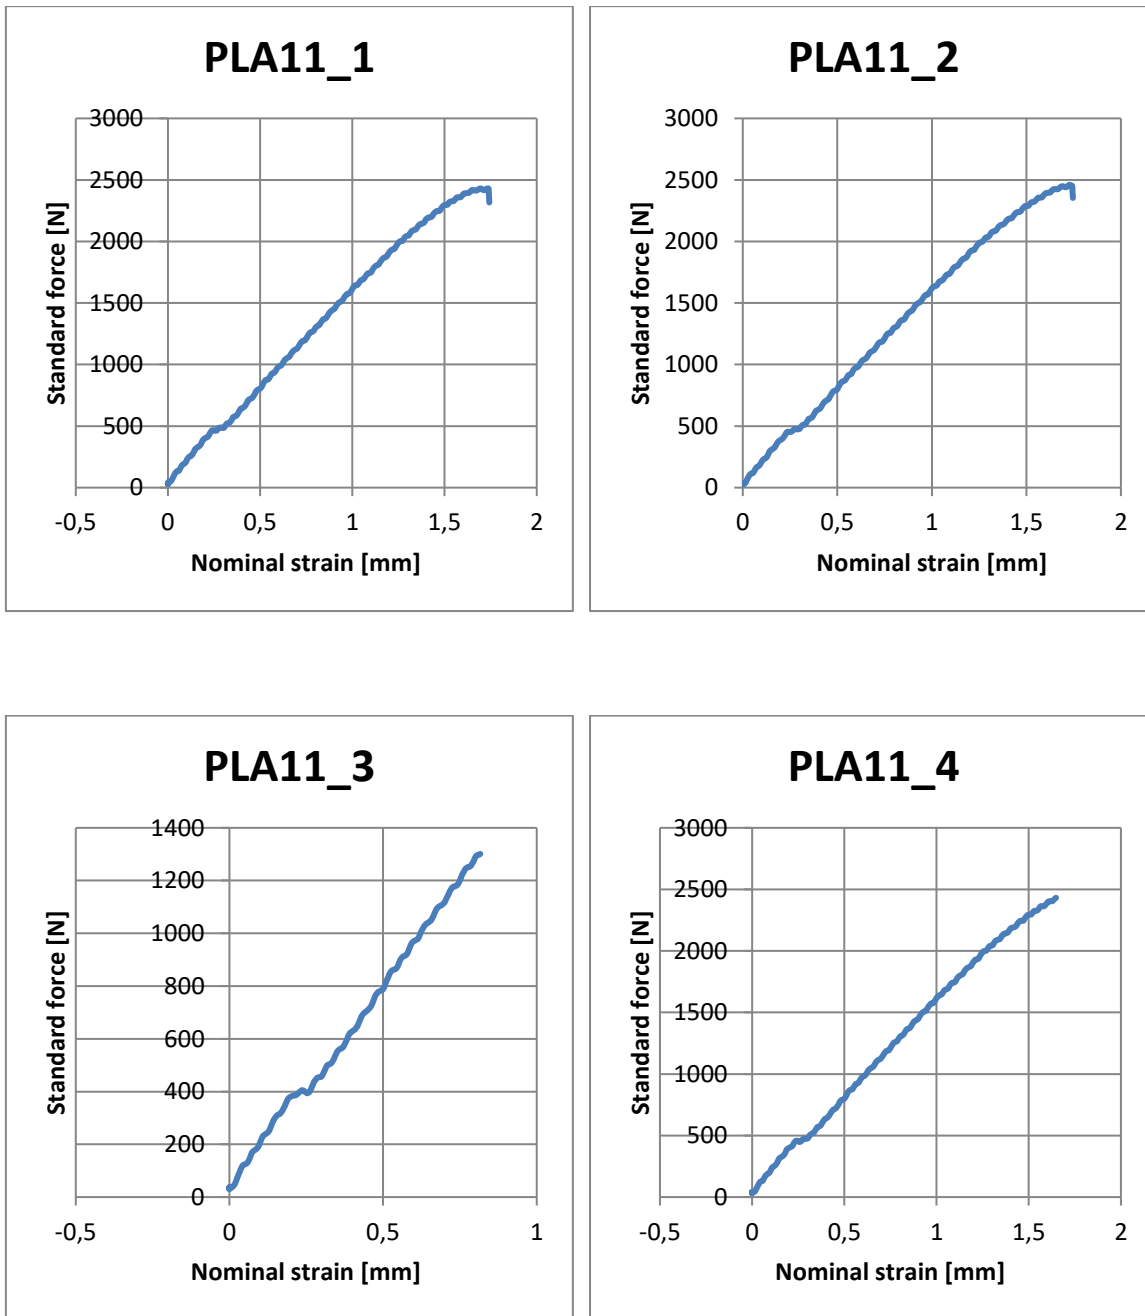 PLA11_1
3000
2500
2000
1500
1000
500
0
-0,5 0 0,5 1 1,5 2
Standard force [N]
Nominal strain [mm]
PLA11_2
3000
2500
2000
1500
1000
500
0
0 0,5 1 1,5 2
Standard force [N]
Nominal strain [mm]
PLA11_3
1400
1200
1000
800
600
400
200
0
-0,5 0 0,5 1
Standard force [N]
Nominal strain [mm]
PLA11_4
3000
2500
2000
1500
1000
500
0
-0,5 0 0,5 1 1,5 2
Standard force [N]
Nominal strain [mm]